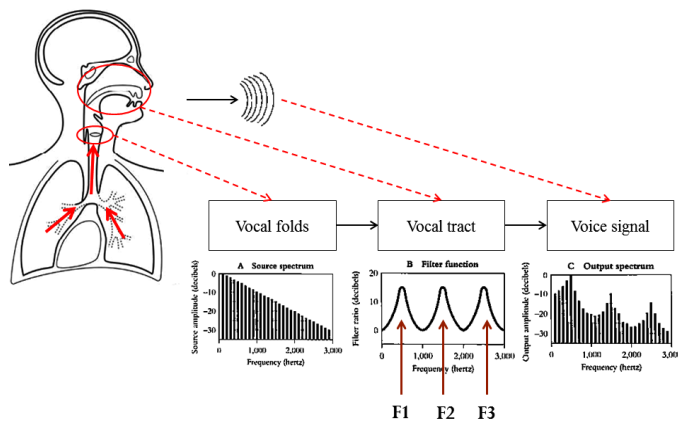 Vocal folds
Vocal tract
Voice signal
A Source spectrum
Source amplitude (decibels)
0
-10
-20
-30
0
1,000
2,000
3,000
Frequency (hertz)
B Filter function
Filter ratio (decibels)
20
10
0
0
1,000
2,000
3,000
Frequency (hertz)
C Output spectrum
Output amplitude (decibels)
0
-10
-20
-30
0
1,000
2,000
3,000
Frequency (hertz)
F1
F2
F3